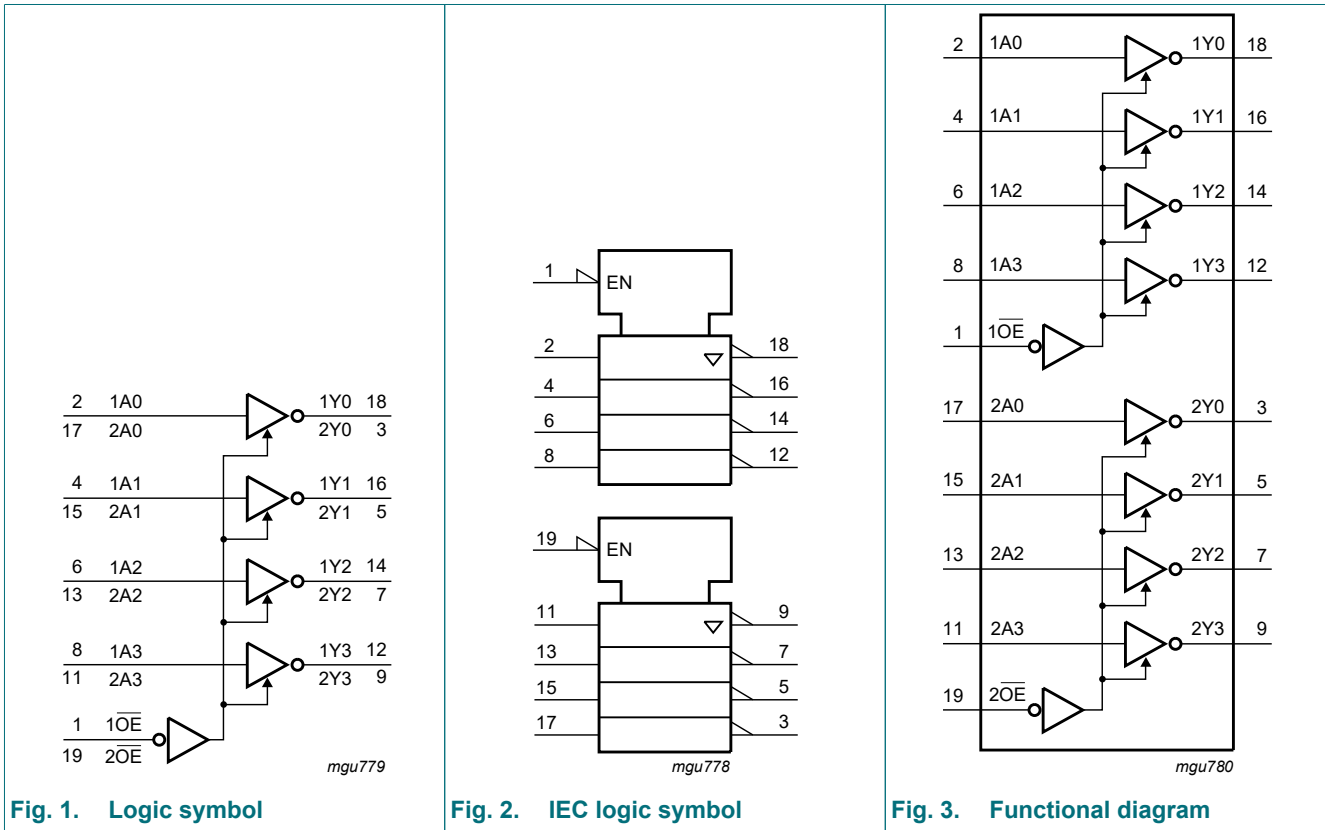 2 1A0 1Y0 18
17 2A0 2Y0 3
4 1A1 1Y1 16
15 2A1 2Y1 5
6 1A2 1Y2 14
13 2A2 2Y2 7
8 1A3 1Y3 12
11 2A3 2Y3 9
1 1O̅E̅
19 2O̅E̅
mgu779
Fig. 1. Logic symbol
1 EN
2 18
4 16
6 14
8 12
19 EN
11 9
13 7
15 5
17 3
mgu778
Fig. 2. IEC logic symbol
2 1A0 1Y0 18
4 1A1 1Y1 16
6 1A2 1Y2 14
8 1A3 1Y3 12
1 1O̅E̅
17 2A0 2Y0 3
15 2A1 2Y1 5
13 2A2 2Y2 7
11 2A3 2Y3 9
19 2O̅E̅
mgu780
Fig. 3. Functional diagram